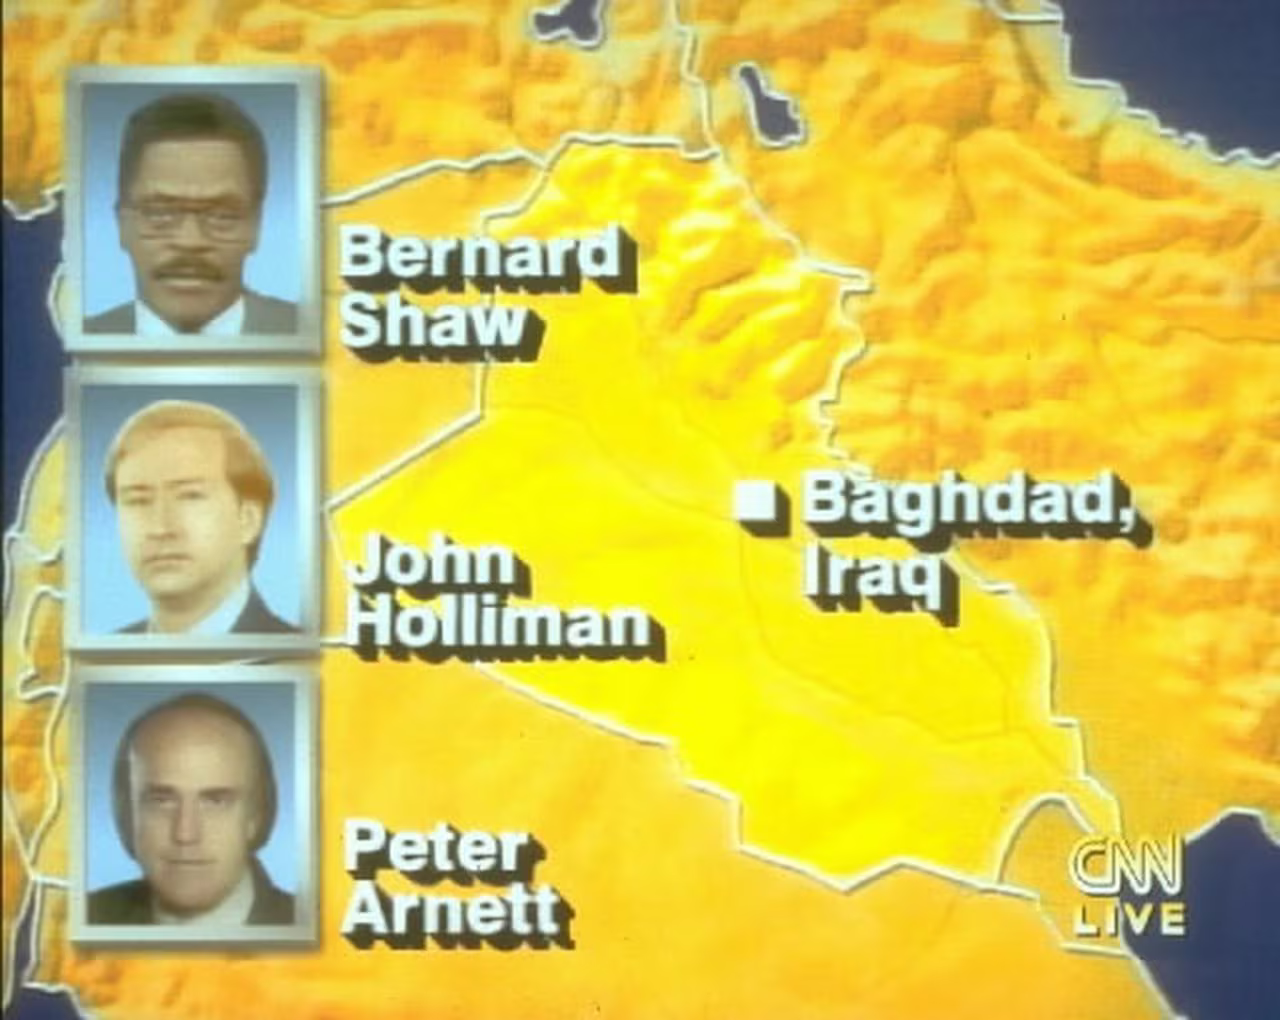 Bernard
Shaw
John
Holliman
Baghdad,
Iraq
Peter
Arnett
CNN
LIVE